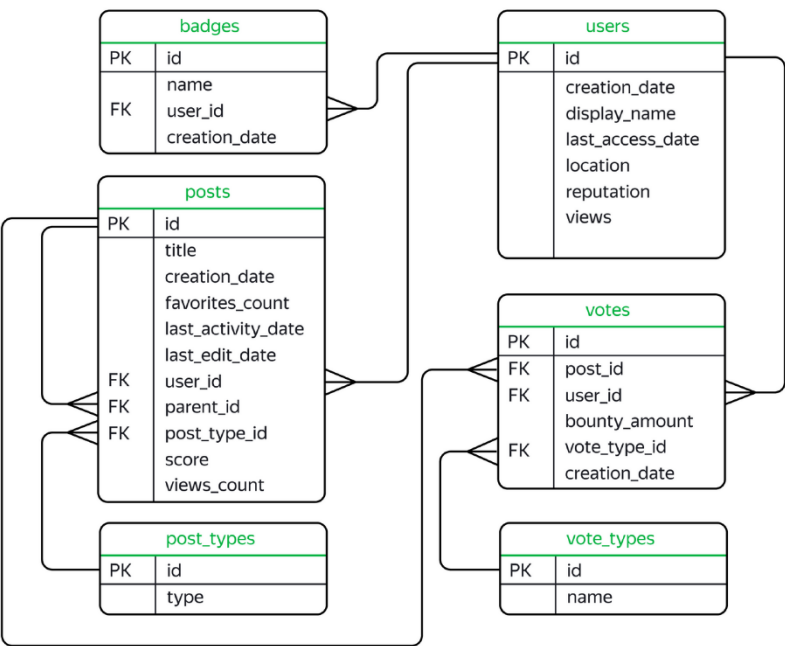 badges
PK id
name
FK user_id
creation_date
users
PK id
creation_date
display_name
last_access_date
location
reputation
views
posts
PK id
title
creation_date
favorites_count
last_activity_date
last_edit_date
FK user_id
FK parent_id
FK post_type_id
score
views_count
votes
PK id
FK post_id
FK user_id
bounty_amount
FK vote_type_id
creation_date
post_types
PK id
type
vote_types
PK id
name